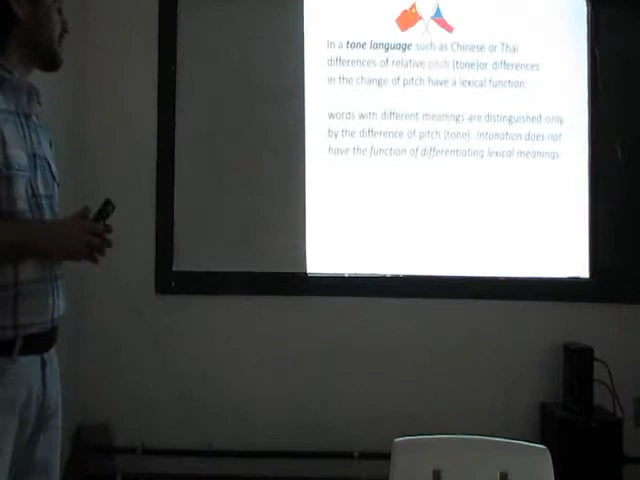 In a tone language such as Chinese or Thai
differences of relative pitch (tone)or differences
in the change of pitch have a lexical function:
words with different meanings are distinguished only
by the difference of pitch (tone). Intonation does not
have the function of differentiating lexical meanings.